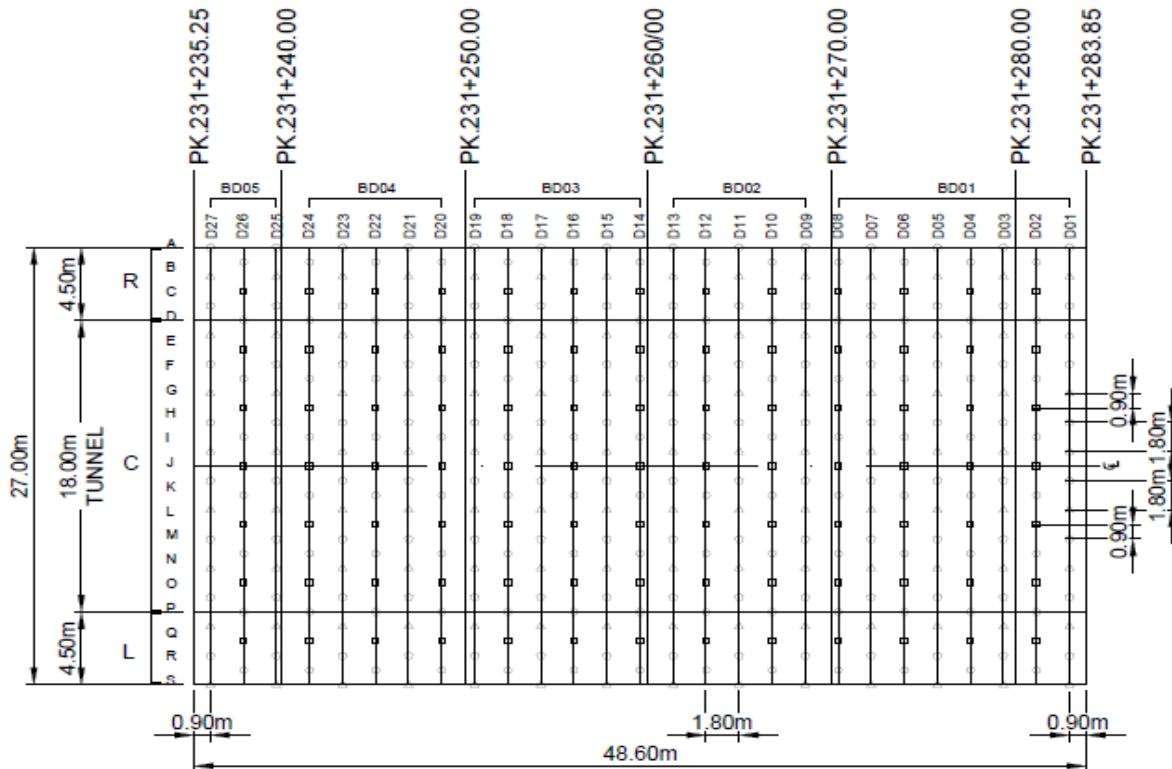 PK.231+235.25
PK.231+240.00
PK.231+250.00
PK.231+260/00
PK.231+270.00
PK.231+280.00
PK.231+283.85
BD05
BD04
BD03
BD02
BD01
D27
D26
D25
D24
D23
D22
D21
D20
D19
D18
D17
D16
D15
D14
D13
D12
D11
D10
D09
D08
D07
D06
D05
D04
D03
D02
D01
27.00m
4.50m
18.00m
TUNNEL
4.50m
R
C
L
A
B
C
D
E
F
G
H
I
J
K
L
M
N
O
P
Q
R
S
0.90m
1.80m
1.80m
0.90m
0.90m
1.80m
0.90m
48.60m